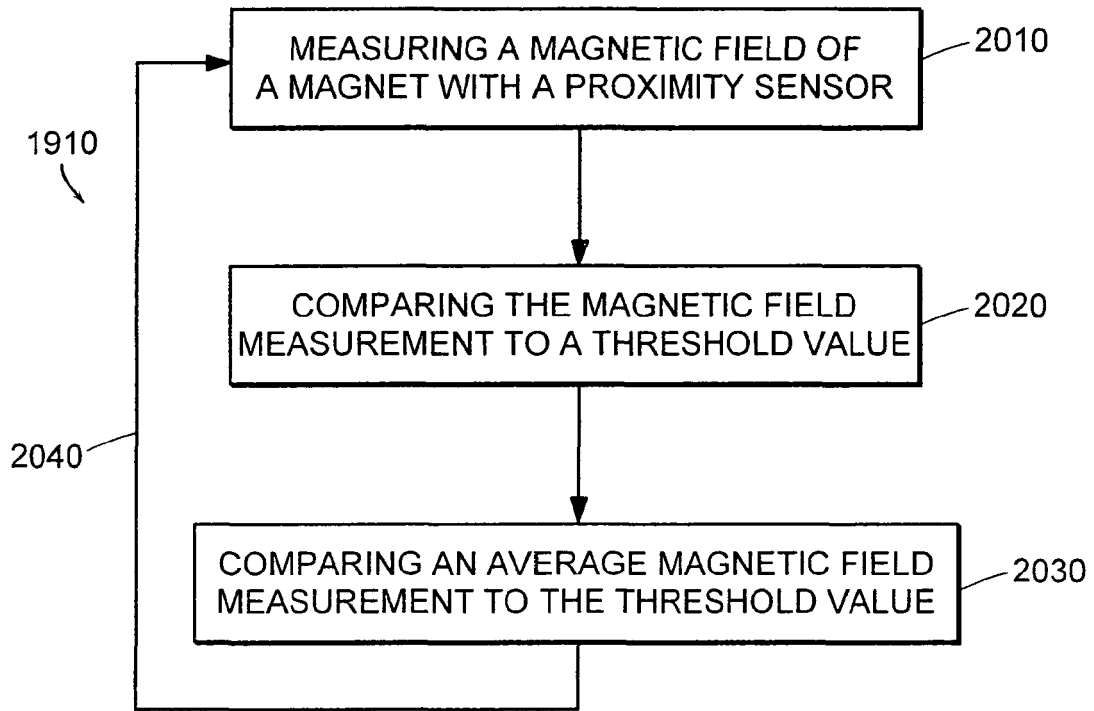 MEASURING A MAGNETIC FIELD OF
A MAGNET WITH A PROXIMITY SENSOR
2010
1910
COMPARING THE MAGNETIC FIELD
MEASUREMENT TO A THRESHOLD VALUE
2020
2040
COMPARING AN AVERAGE MAGNETIC FIELD
MEASUREMENT TO THE THRESHOLD VALUE
2030